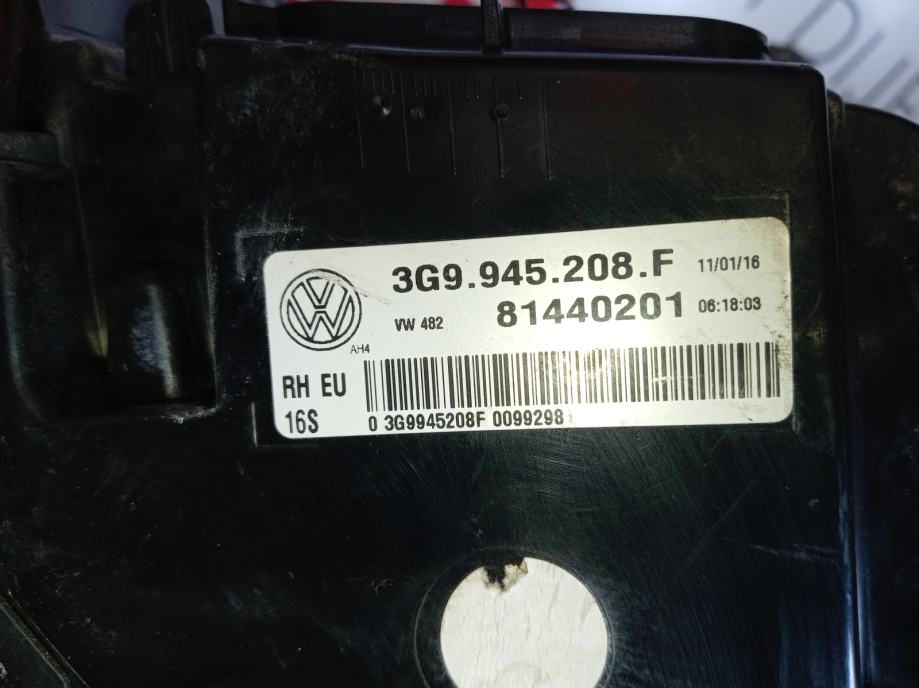 3G9.945.208.F 11/01/16
VW 482 81440201 06:18:03
AH4
RH EU
16S 0 3G9945208F 0099298